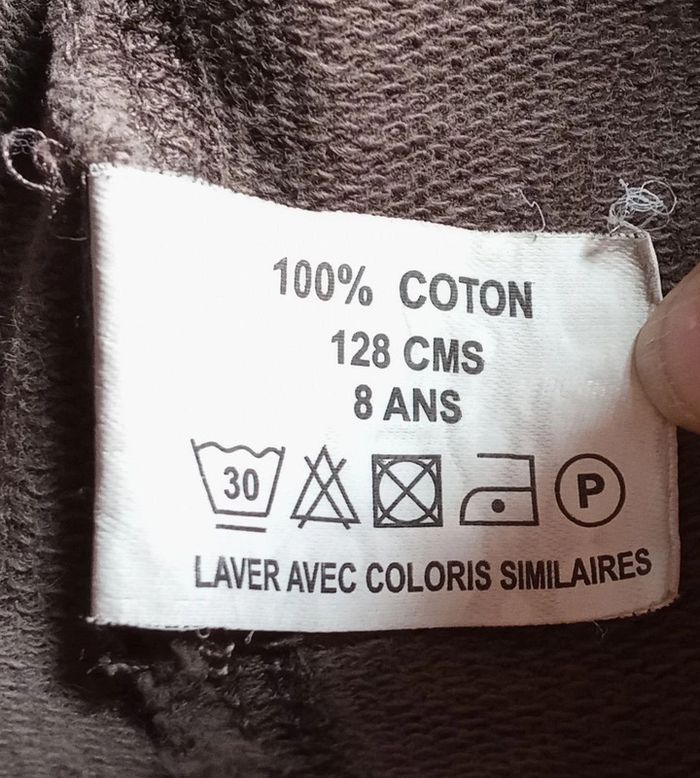 100% COTON
128 CMS
8 ANS
30 P
LAVER AVEC COLORIS SIMILAIRES